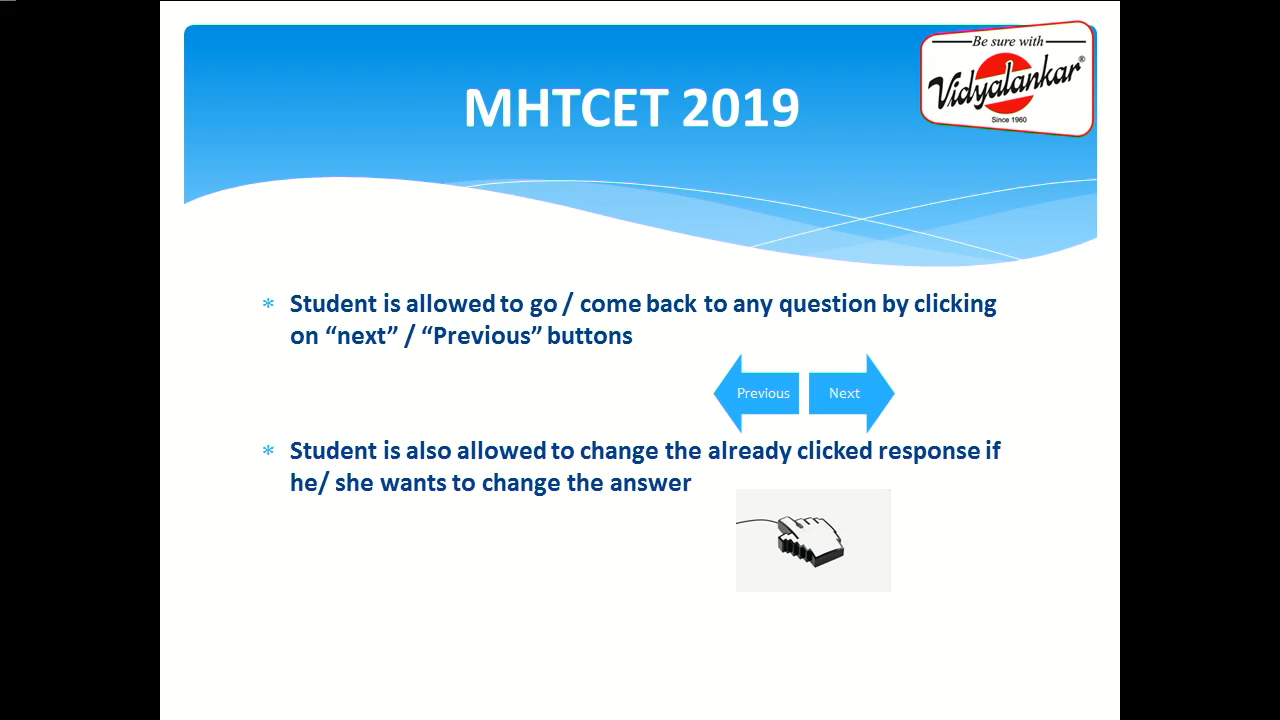 Be sure with
Vidyalankar®
Since 1960
MHTCET 2019
* Student is allowed to go / come back to any question by clicking
on “next” / “Previous” buttons
Previous Next
* Student is also allowed to change the already clicked response if
he/ she wants to change the answer